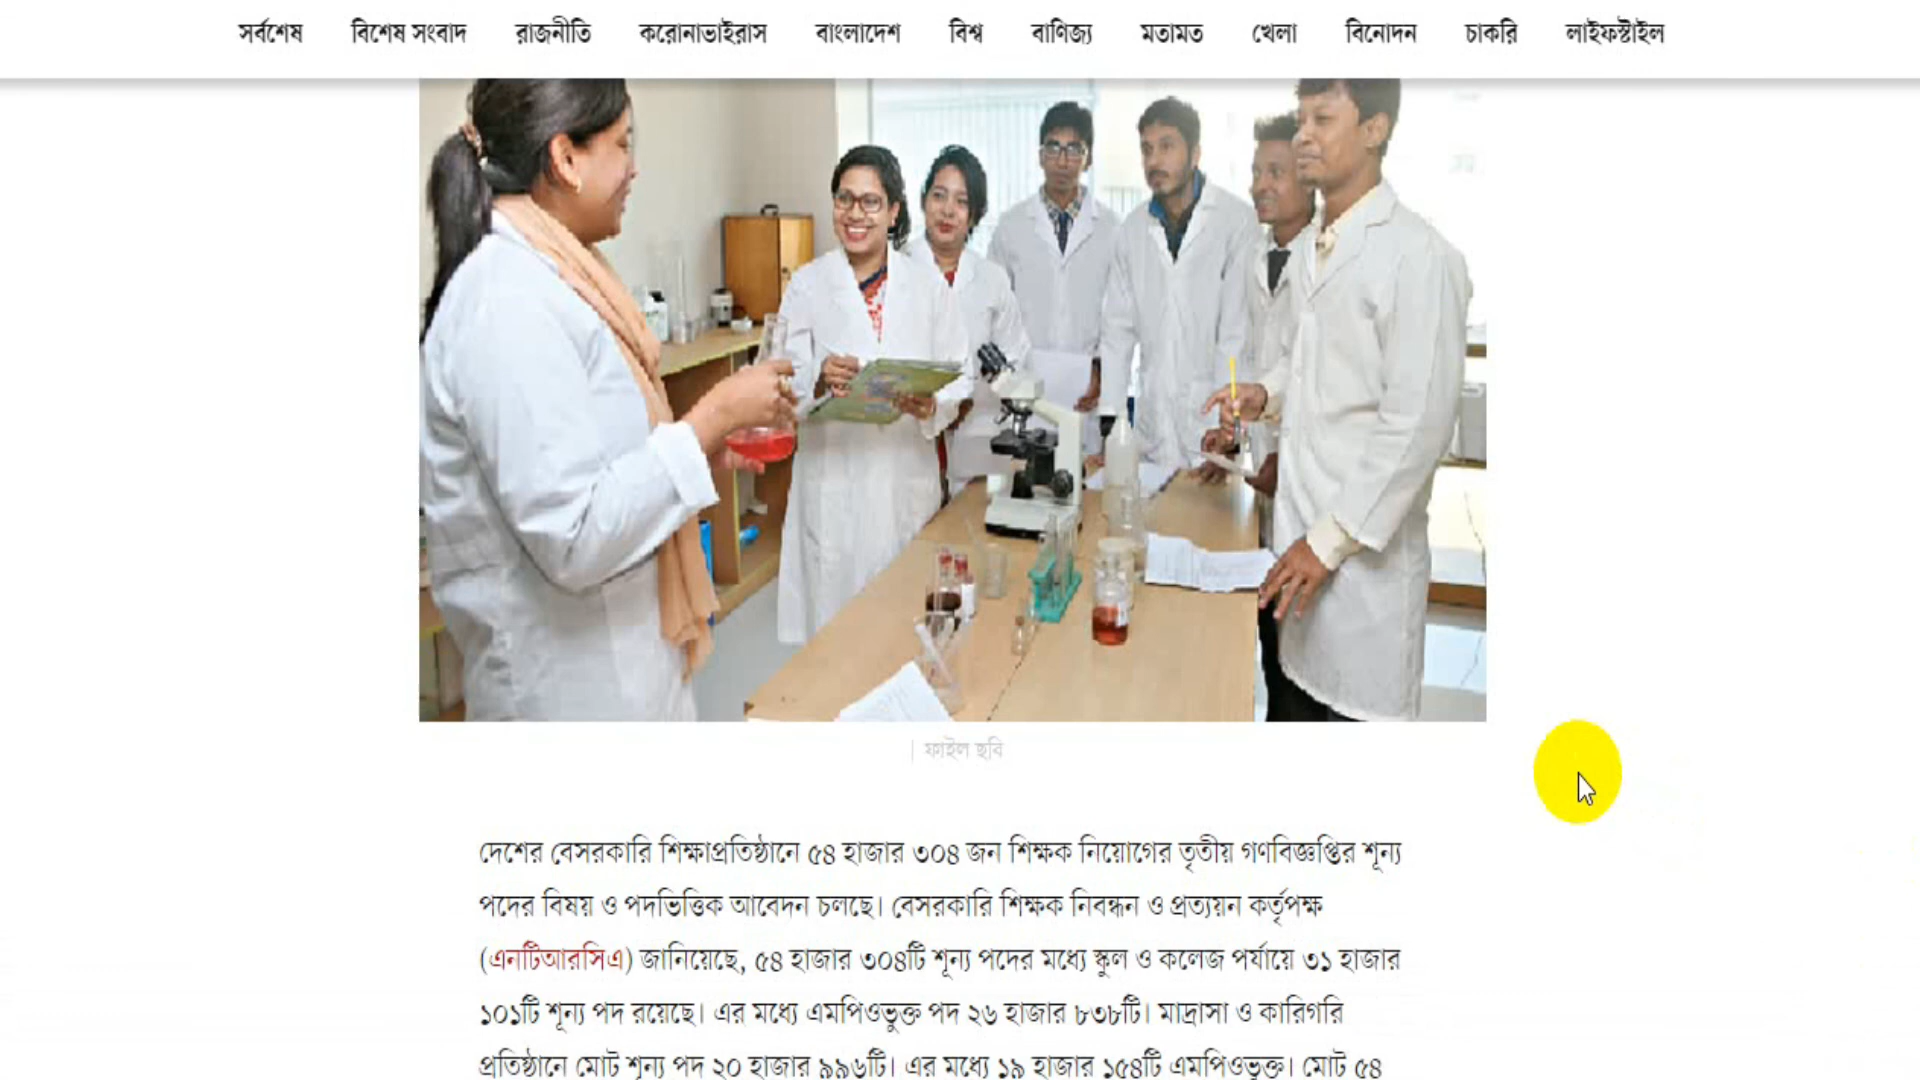 সর্বশেষ বিশেষ সংবাদ রাজনীতি করোনাভাইরাস বাংলাদেশ বিশ্ব বাণিজ্য মতামত খেলা বিনোদন চাকরি লাইফস্টাইল
| ফাইল ছবি
দেশের বেসরকারি শিক্ষাপ্রতিষ্ঠানে ৫৪ হাজার ৩০৪ জন শিক্ষক নিয়োগের তৃতীয় গণবিজ্ঞপ্তির শূন্য
পদের বিষয় ও পদভিত্তিক আবেদন চলছে। বেসরকারি শিক্ষক নিবন্ধন ও প্রত্যয়ন কর্তৃপক্ষ
(এনটিআরসিএ) জানিয়েছে, ৫৪ হাজার ৩০৪টি শূন্য পদের মধ্যে স্কুল ও কলেজ পর্যায়ে ৩১ হাজার
১০১টি শূন্য পদ রয়েছে। এর মধ্যে এমপিওভুক্ত পদ ২৬ হাজার ৮৩৮টি। মাদ্রাসা ও কারিগরি
প্রতিষ্ঠানে মোট শূন্য পদ ২০ হাজার ৯৯৬টি। এর মধ্যে ১৯ হাজার ১৫৪টি এমপিওভুক্ত। মোট ৫৪